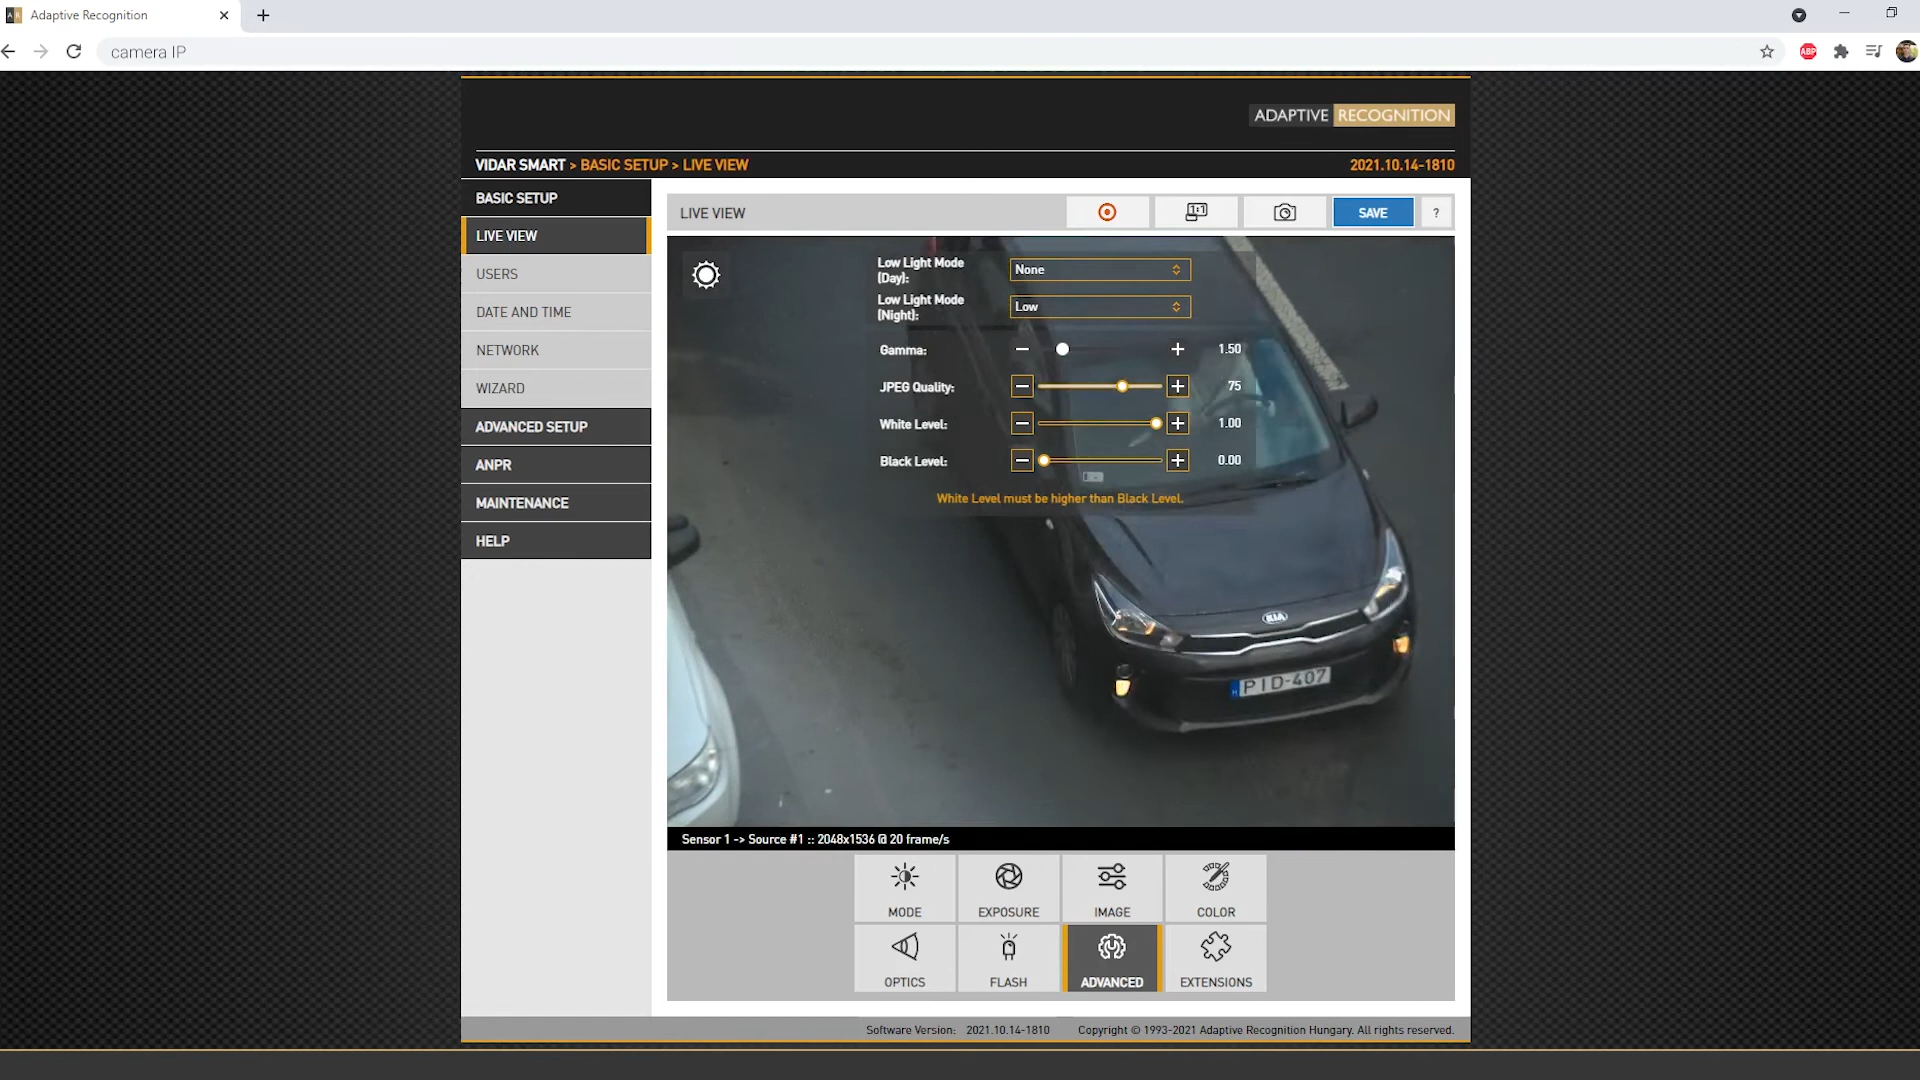 Adaptive Recognition
camera IP
ABP
ADAPTIVE RECOGNITION
VIDAR SMART > BASIC SETUP > LIVE VIEW
2021.10.14-1810
BASIC SETUP
LIVE VIEW
USERS
DATE AND TIME
NETWORK
WIZARD
ADVANCED SETUP
ANPR
MAINTENANCE
HELP
LIVE VIEW
1:1
SAVE
?
Low Light Mode (Day): None
Low Light Mode (Night): Low
Gamma: 1.50
JPEG Quality: 75
White Level: 1.00
Black Level: 0.00
White Level must be higher than Black Level.
KIA
PID-407
Sensor 1 -> Source #1 :: 2048x1536 @ 20 frame/s
MODE
EXPOSURE
IMAGE
COLOR
OPTICS
FLASH
ADVANCED
EXTENSIONS
Software Version: 2021.10.14-1810
Copyright © 1993-2021 Adaptive Recognition Hungary. All rights reserved.